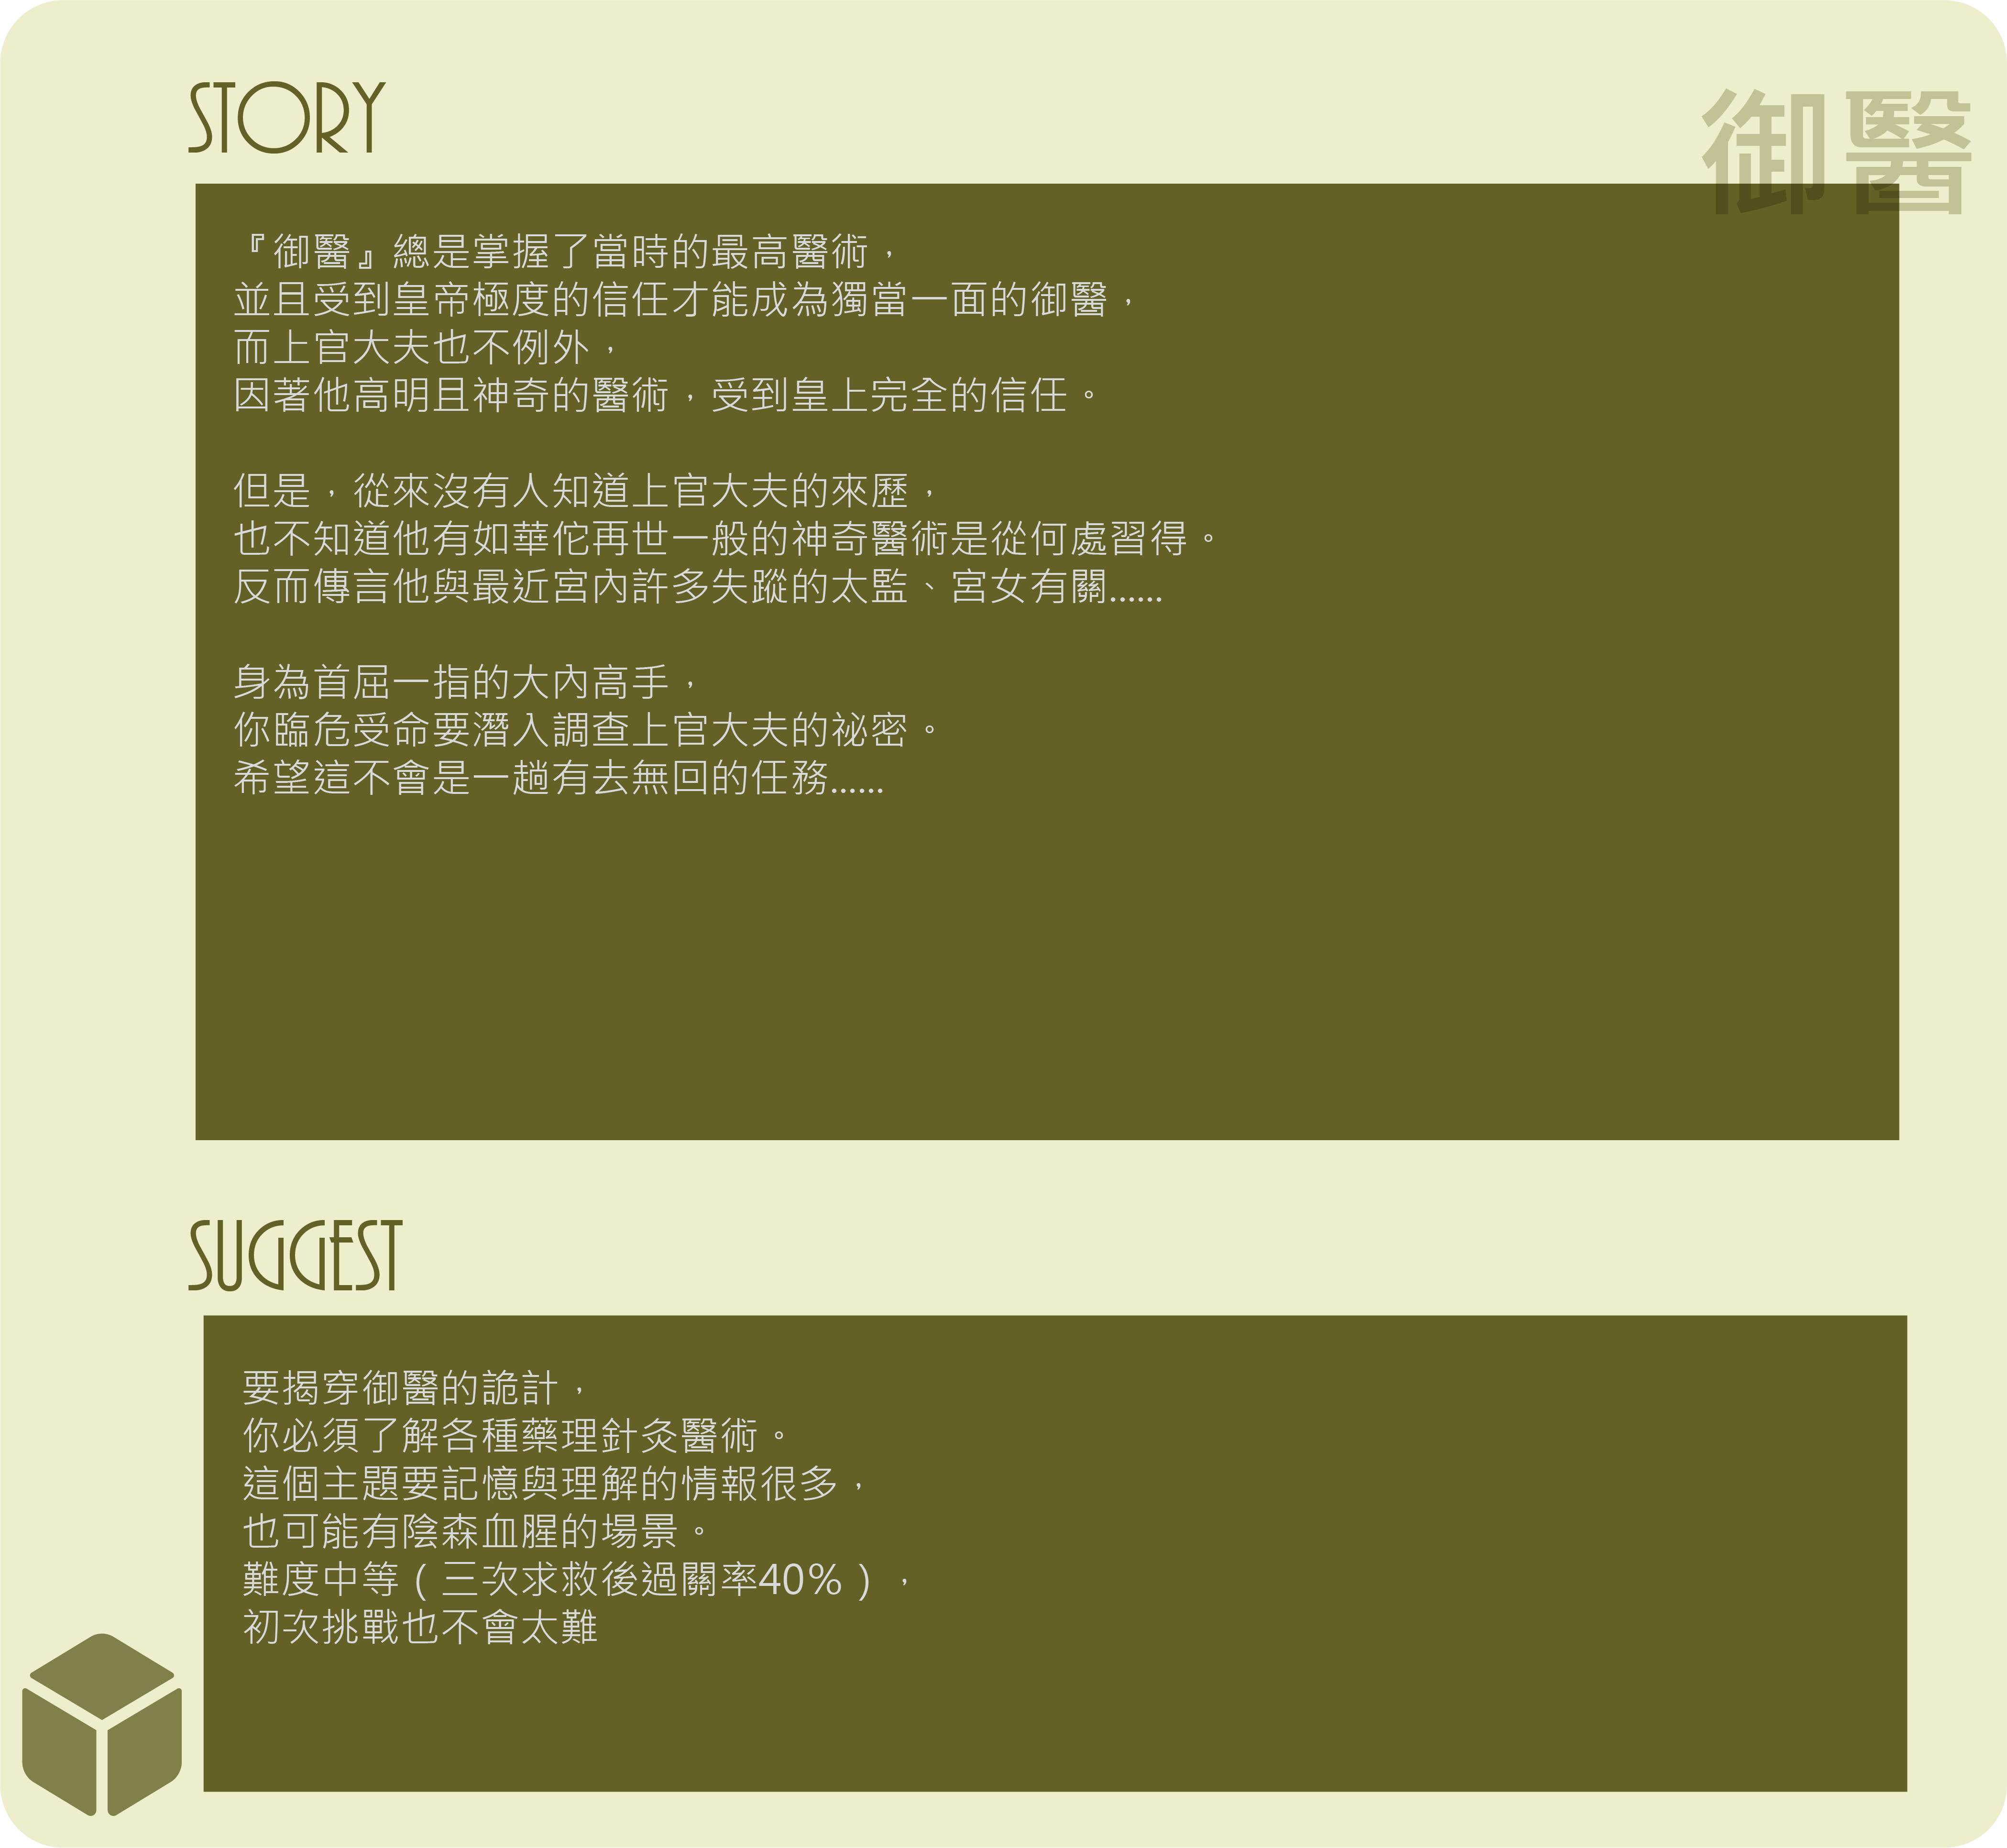 STORY
御醫
『御醫』總是掌握了當時的最高醫術，
並且受到皇帝極度的信任才能成為獨當一面的御醫，
而上官大夫也不例外，
因著他高明且神奇的醫術，受到皇上完全的信任。
但是，從來沒有人知道上官大夫的來歷，
也不知道他有如華佗再世一般的神奇醫術是從何處習得。
反而傳言他與最近宮內許多失蹤的太監、宮女有關......
身為首屈一指的大內高手，
你臨危受命要潛入調查上官大夫的祕密。
希望這不會是一趟有去無回的任務......
SUGGEST
要揭穿御醫的詭計，
你必須了解各種藥理針灸醫術。
這個主題要記憶與理解的情報很多，
也可能有陰森血腥的場景。
難度中等（三次求救後過關率40%），
初次挑戰也不會太難